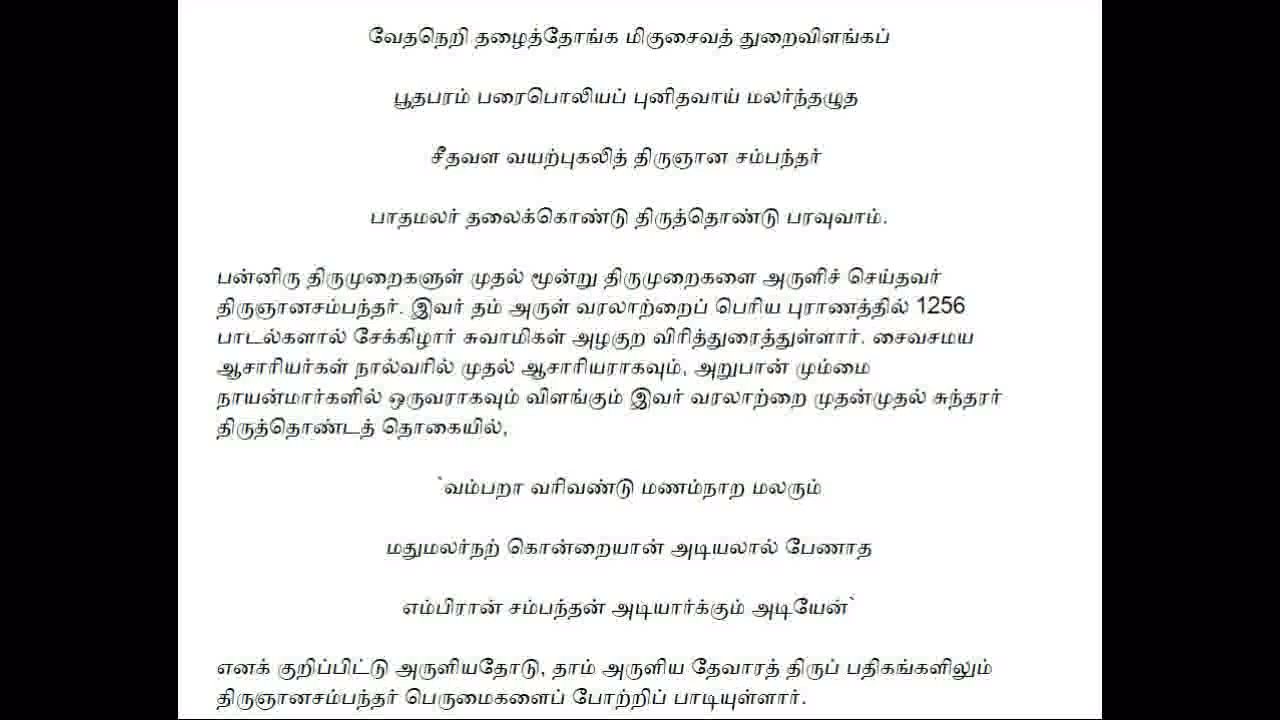 வேதநெறி தழைத்தோங்க மிகுசைவத் துறைவிளங்கப்
பூதபரம் பரைபொலியப் புனிதவாய் மலர்ந்தழுத
சீதவள வயற்புகலித் திருஞான சம்பந்தர்
பாதமலர் தலைக்கொண்டு திருத்தொண்டு பரவுவாம்.
பன்னிரு திருமுறைகளுள் முதல் மூன்று திருமுறைகளை அருளிச் செய்தவர்
திருஞானசம்பந்தர். இவர் தம் அருள் வரலாற்றைப் பெரிய புராணத்தில் 1256
பாடல்களால் சேக்கிழார் சுவாமிகள் அழகுற விரித்துரைத்துள்ளார். சைவசமய
ஆசாரியர்கள் நால்வரில் முதல் ஆசாரியராகவும், அறுபான் மும்மை
நாயன்மார்களில் ஒருவராகவும் விளங்கும் இவர் வரலாற்றை முதன்முதல் சுந்தரர்
திருத்தொண்டத் தொகையில்,
`வம்பறா வரிவண்டு மணம்நாற மலரும்
மதுமலர்நற் கொன்றையான் அடியலால் பேணாத
எம்பிரான் சம்பந்தன் அடியார்க்கும் அடியேன்`
எனக் குறிப்பிட்டு அருளியதோடு, தாம் அருளிய தேவாரத் திருப் பதிகங்களிலும்
திருஞானசம்பந்தர் பெருமைகளைப் போற்றிப் பாடியுள்ளார்.